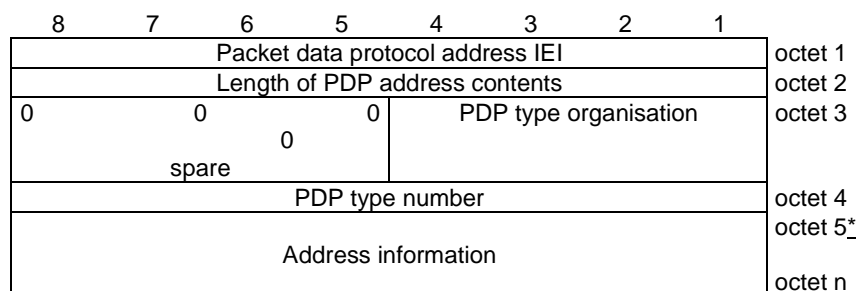 8 7 6 5 4 3 2 1
Packet data protocol address IEI octet 1
Length of PDP address contents octet 2
0 0 0 PDP type organisation octet 3
0
spare
PDP type number octet 4
octet 5*
Address information
octet n